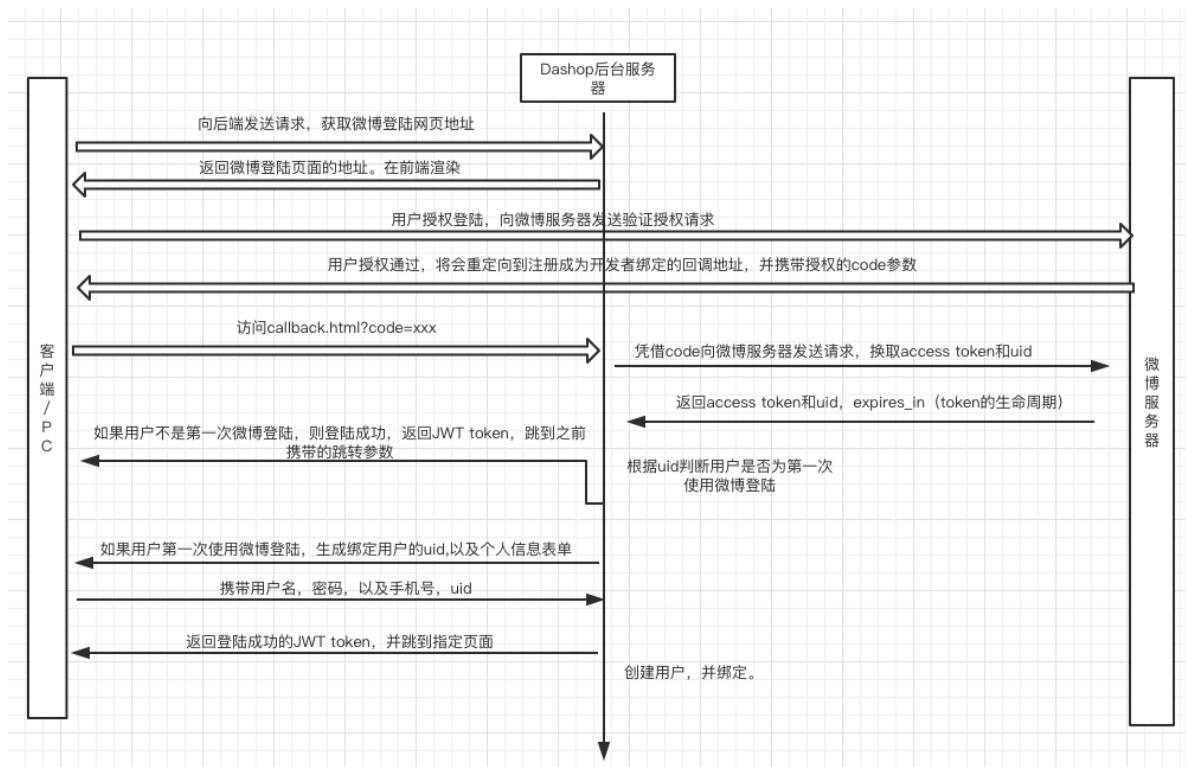 Dashop后台服务
器
向后端发送请求，获取微博登陆网页地址
返回微博登陆页面的地址。在前端渲染
用户授权登陆，向微博服务器发送验证授权请求
用户授权通过，将会重定向到注册成为开发者绑定的回调地址，并携带授权的code参数
访问callback.html?code=xxx
客户端/PC
凭借code向微博服务器发送请求，换取access token和uid
微博服务器
返回access token和uid，expires_in（token的生命周期）
如果用户不是第一次微博登陆，则登陆成功，返回JWT token，跳到之前
携带的跳转参数
根据uid判断用户是否为第一次
使用微博登陆
如果用户第一次使用微博登陆，生成绑定用户的uid,以及个人信息表单
携带用户名，密码，以及手机号，uid
返回登陆成功的JWT token，并跳到指定页面
创建用户，并绑定。